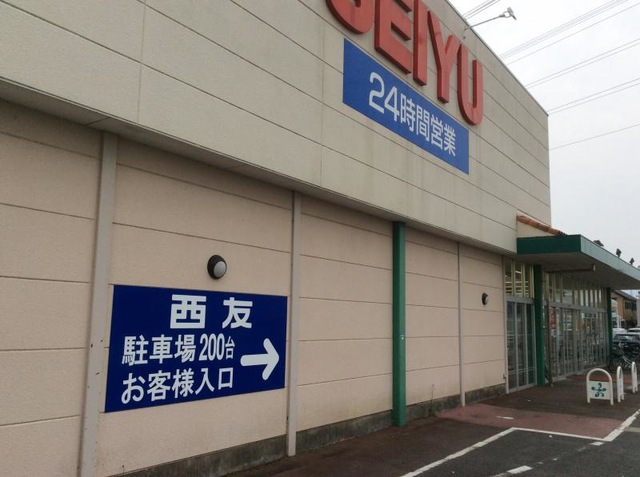 SEIYU
24時間営業
西友
駐車場200台
お客様入口